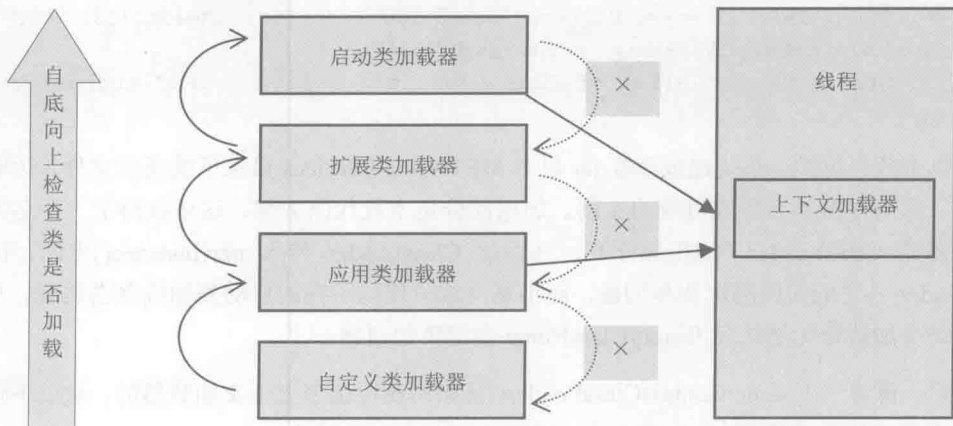 自底向上检查类是否加载
启动类加载器
×
扩展类加载器
×
应用类加载器
×
自定义类加载器
线程
上下文加载器